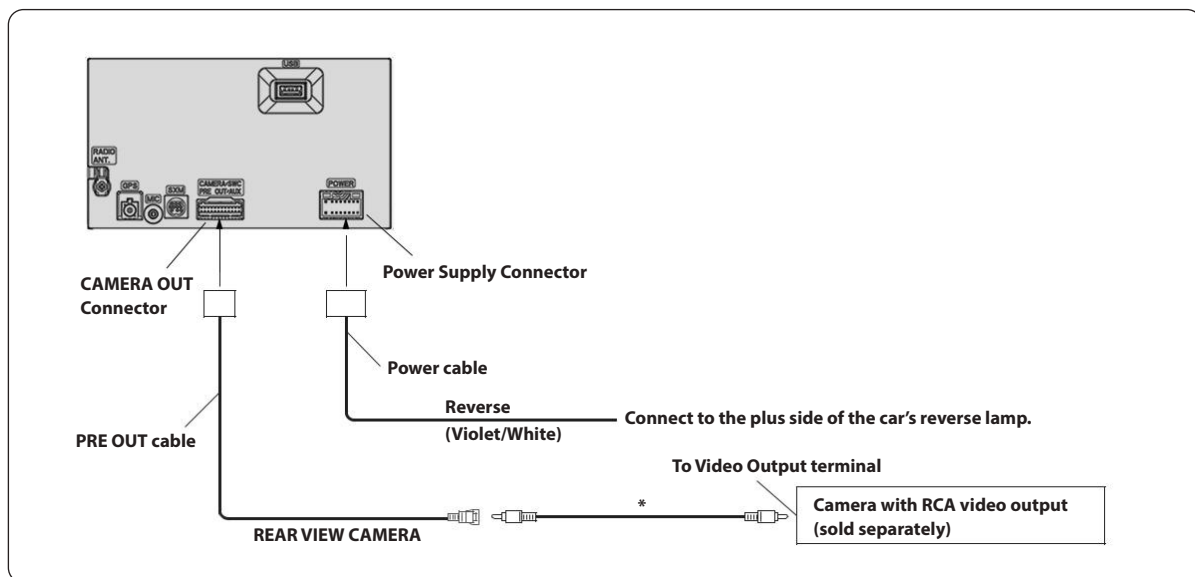 USB
RADIO
ANT.
GPS
MIC
SXM
CAMERA/SWC
PRE OUT•AUX
POWER
CAMERA OUT
Connector
Power Supply Connector
Power cable
Reverse
(Violet/White)
Connect to the plus side of the car’s reverse lamp.
PRE OUT cable
To Video Output terminal
*
Camera with RCA video output
(sold separately)
REAR VIEW CAMERA